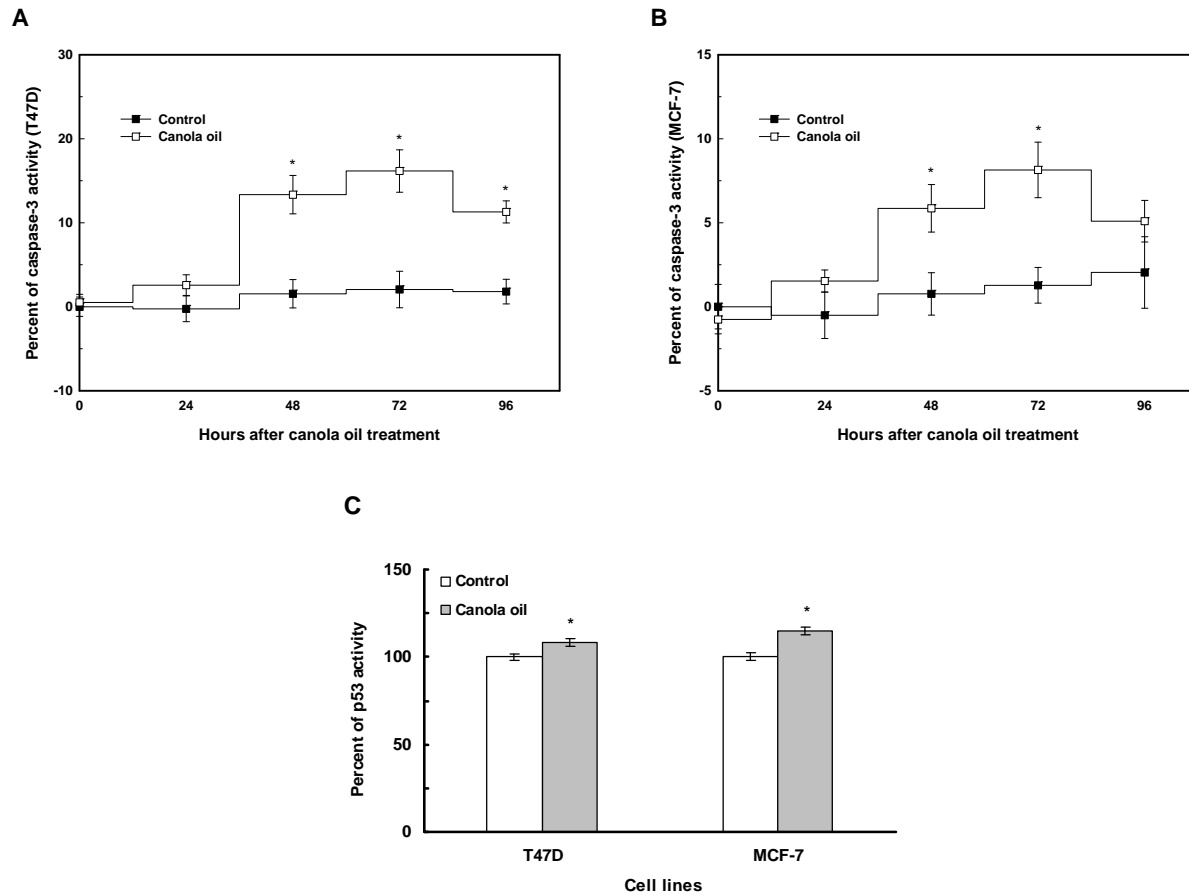 A
Percent of caspase-3 activity (T47D)
30
20
10
0
-10
Control
Canola oil
*
*
*
0 24 48 72 96
Hours after canola oil treatment
B
Percent of caspase-3 activity (MCF-7)
15
10
5
0
-5
Control
Canola oil
*
*
0 24 48 72 96
Hours after canola oil treatment
C
Percent of p53 activity
150
100
50
0
Control
Canola oil
*
*
T47D MCF-7
Cell lines